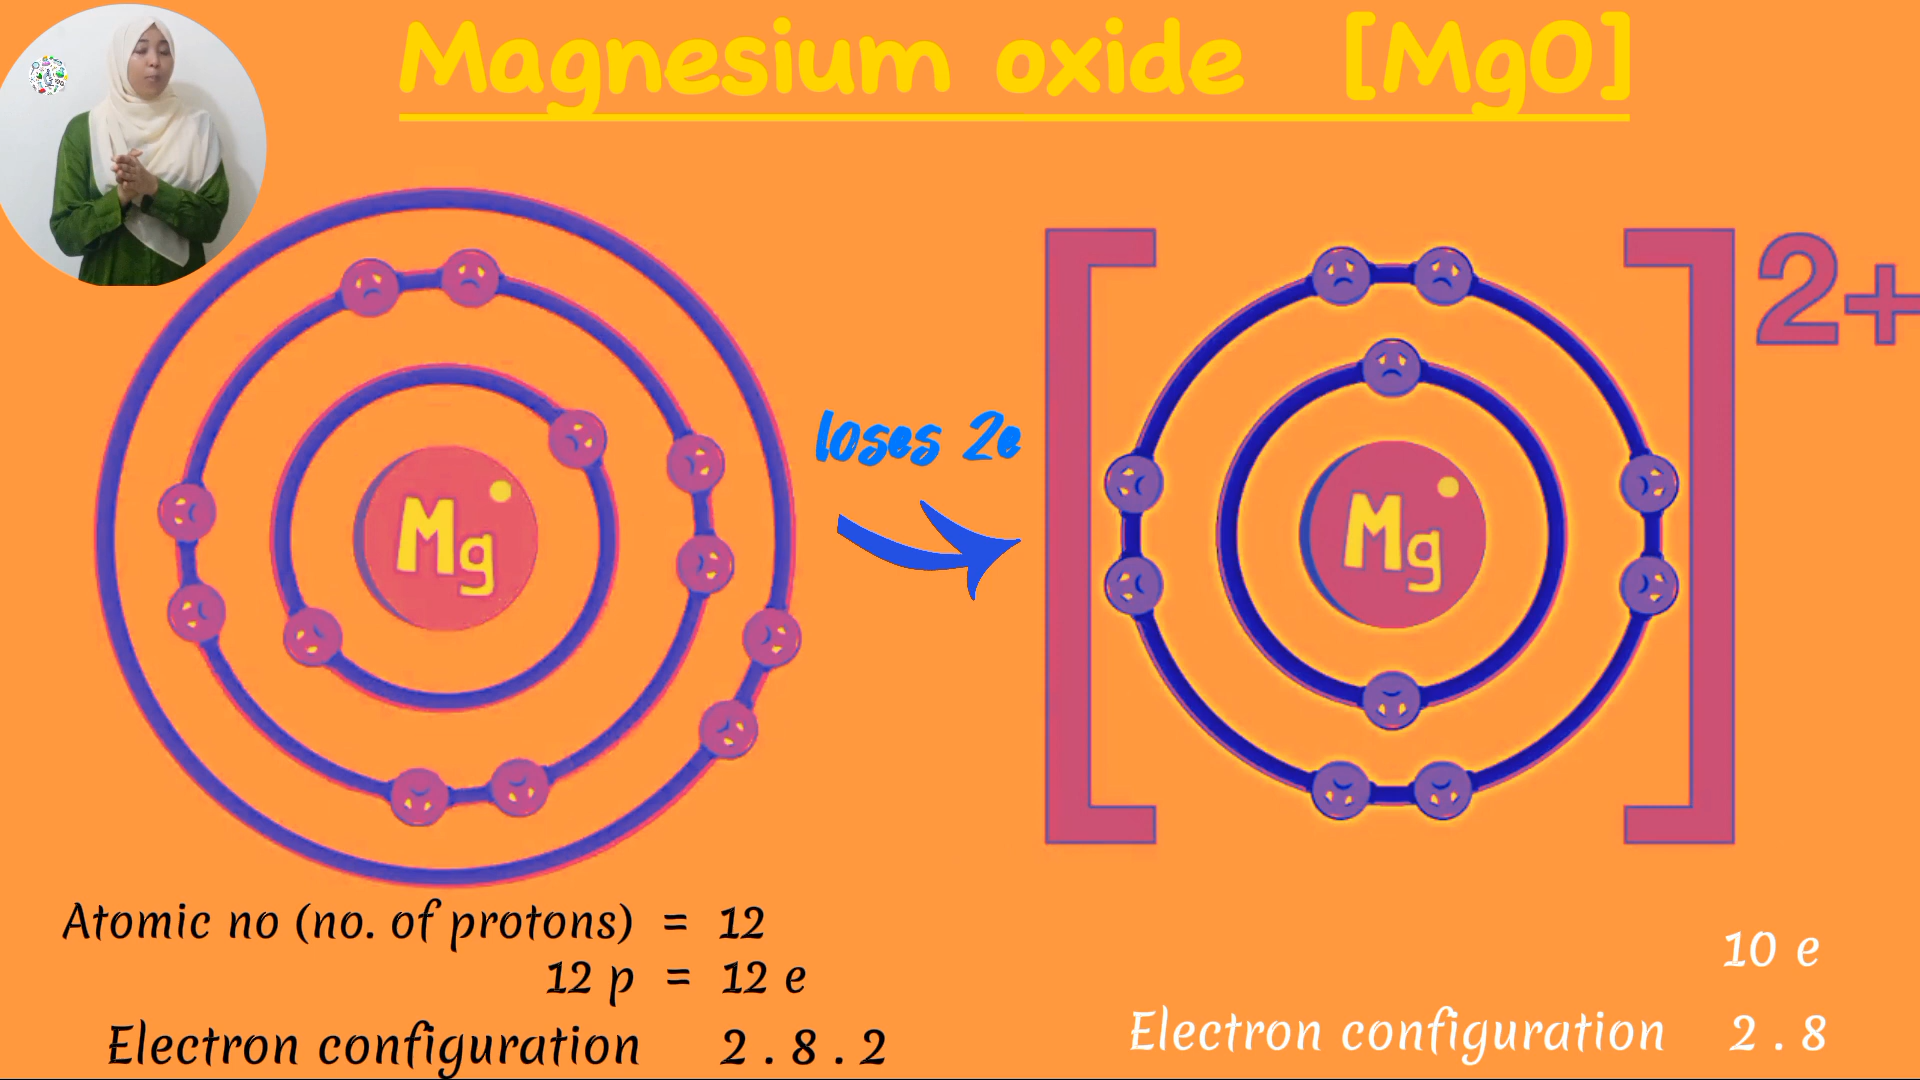 Magnesium oxide [MgO]
2+
loses 2e
Mg
Mg
Atomic no (no. of protons) = 12
12 p = 12 e
Electron configuration 2 . 8 . 2
10 e
Electron configuration 2 . 8